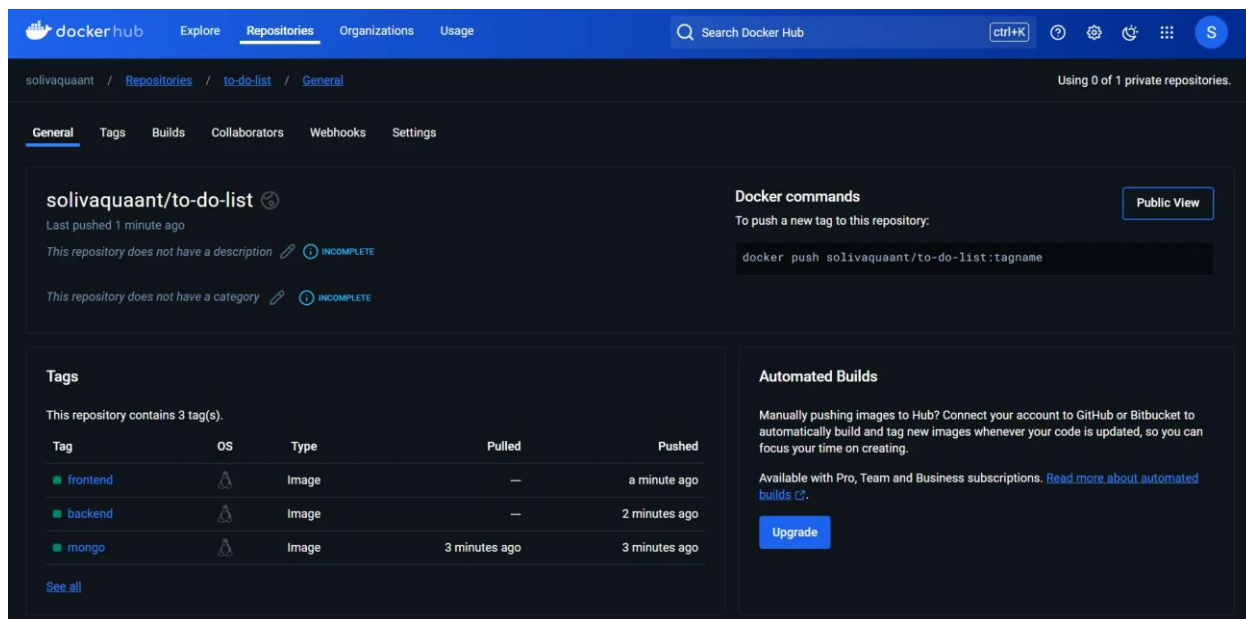 dockerhub Explore Repositories Organizations Usage Search Docker Hub ctrl+K S
solivaquaant / Repositories / to-do-list / General Using 0 of 1 private repositories.
General Tags Builds Collaborators Webhooks Settings
solivaquaant/to-do-list
Last pushed 1 minute ago
This repository does not have a description INCOMPLETE
This repository does not have a category INCOMPLETE
Docker commands
Public View
To push a new tag to this repository:
docker push solivaquaant/to-do-list:tagname
Tags
This repository contains 3 tag(s).
Tag OS Type Pulled Pushed
frontend Image — a minute ago
backend Image — 2 minutes ago
mongo Image 3 minutes ago 3 minutes ago
See all
Automated Builds
Manually pushing images to Hub? Connect your account to GitHub or Bitbucket to
automatically build and tag new images whenever your code is updated, so you can
focus your time on creating.
Available with Pro, Team and Business subscriptions. Read more about automated
builds.
Upgrade